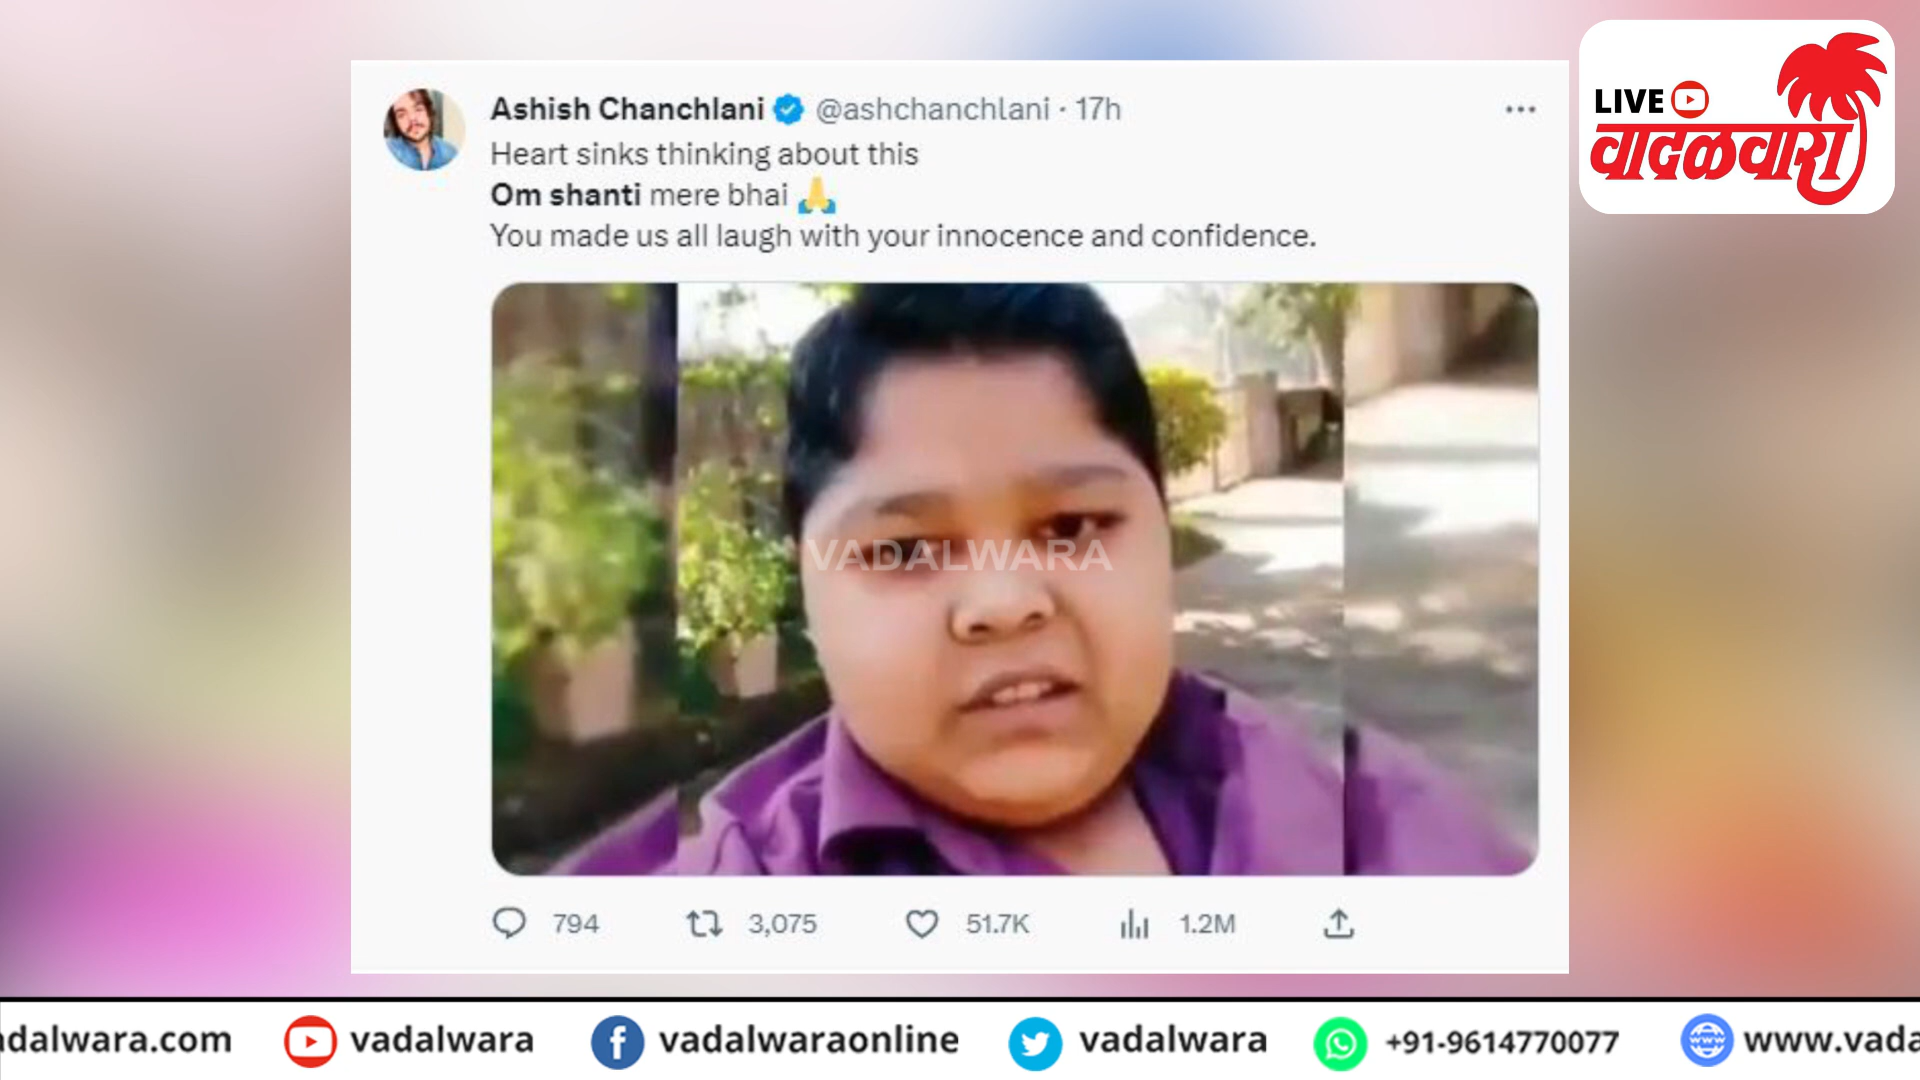 Ashish Chanchlani @ashchanchlani · 17h
Heart sinks thinking about this
Om shanti mere bhai 🙏
You made us all laugh with your innocence and confidence.
LIVE
वादळवारा
VADALWARA
794 3,075 51.7K 1.2M
adalwara.com vadalwara vadalwaraonline vadalwara +91-9614770077 www.vada